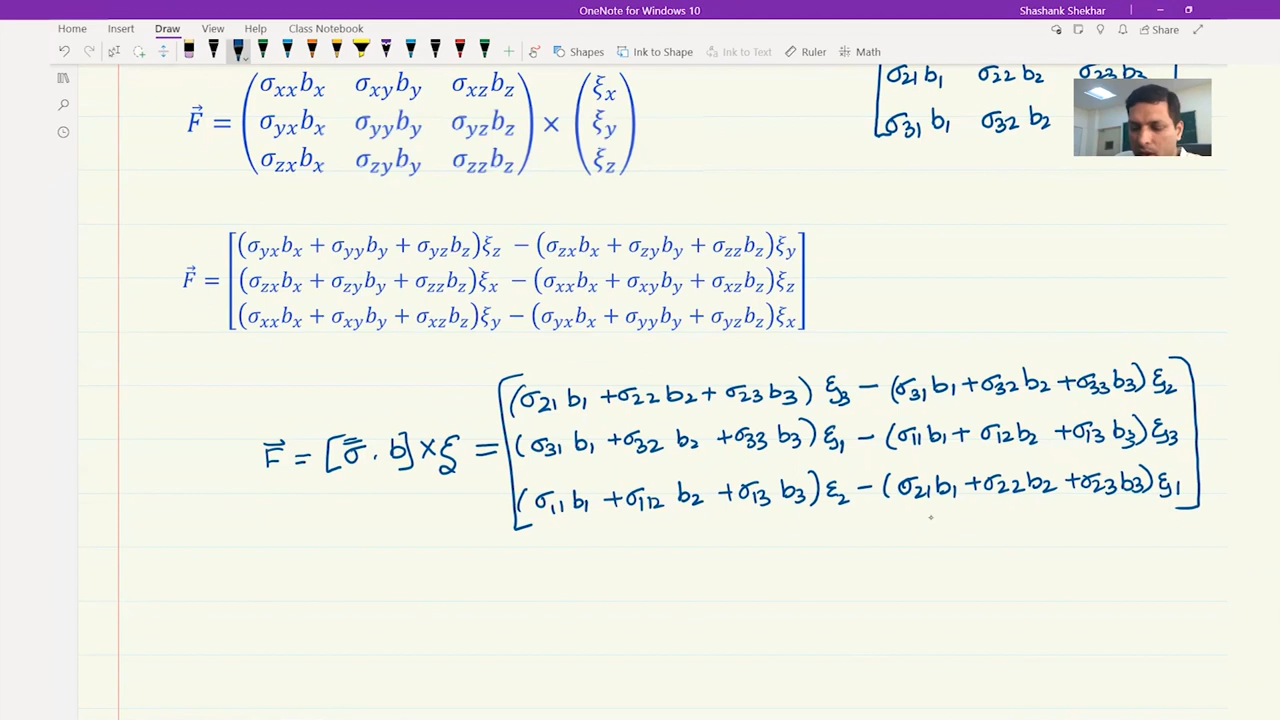 OneNote for Windows 10
Shashank Shekhar
Home Insert Draw View Help Class Notebook
Share
Shapes Ink to Shape Ink to Text Ruler Math
σ21 b1 σ22 b2 σ23 b3
σ31 b1 σ32 b2
F⃗ = (σxxbx σxyby σxzbz) × (ξx)
(σyxbx σyyby σyzbz) (ξy)
(σzxbx σzyby σzzbz) (ξz)
F⃗ = [(σyxbx + σyyby + σyzbz)ξz − (σzxbx + σzyby + σzzbz)ξy]
[(σzxbx + σzyby + σzzbz)ξx − (σxxbx + σxyby + σxzbz)ξz]
[(σxxbx + σxyby + σxzbz)ξy − (σyxbx + σyyby + σyzbz)ξx]
(σ21 b1 + σ22 b2 + σ23 b3) ξ3 − (σ31 b1 + σ32 b2 + σ33 b3) ξ2
F⃗ = [σ̿ . b] × ξ = (σ31 b1 + σ32 b2 + σ33 b3) ξ1 − (σ11 b1 + σ12 b2 + σ13 b3) ξ3
(σ11 b1 + σ12 b2 + σ13 b3) ξ2 − (σ21 b1 + σ22 b2 + σ23 b3) ξ1